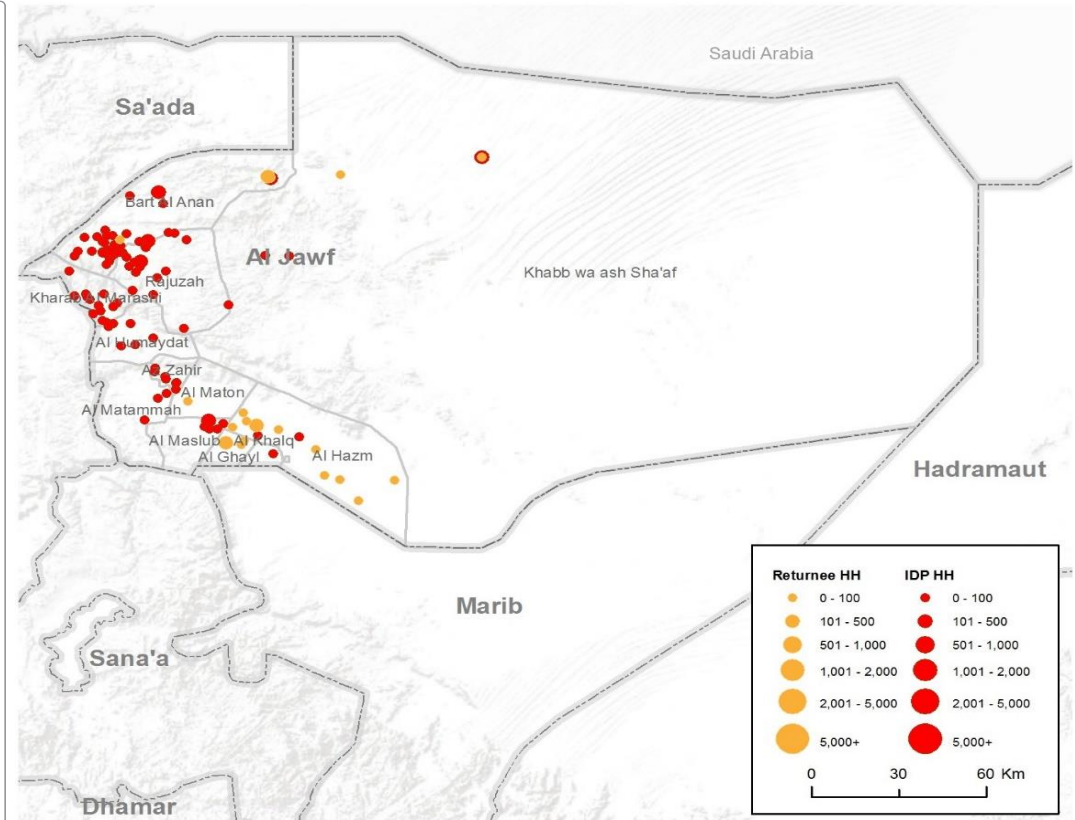 Saudi Arabia
Sa'ada
Bart Al Anan
Al Jawf
Khabb wa ash Sha'af
Rajuzah
Kharab Al Marashi
Al Humaydat
Az Zahir
Al Maton
Al Matammah
Al Maslub
Al Khalq
Al Ghayl
Al Hazm
Hadramaut
Marib
Sana'a
Dhamar
Returnee HH IDP HH
0 - 100 0 - 100
101 - 500 101 - 500
501 - 1,000 501 - 1,000
1,001 - 2,000 1,001 - 2,000
2,001 - 5,000 2,001 - 5,000
5,000+ 5,000+
0 30 60 Km